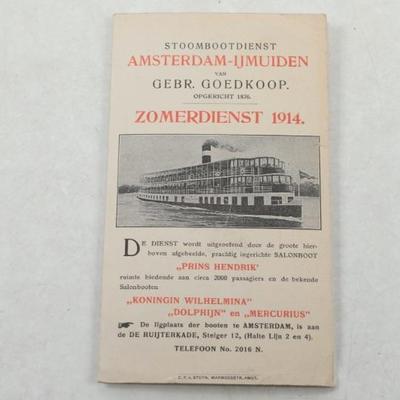 STOOMBOOTDIENST
AMSTERDAM-IJMUIDEN
VAN
GEBR. GOEDKOOP.
OPGERICHT 1876.
ZOMERDIENST 1914.
DE DIENST wordt uitgeoefend door de groote hier-
boven afgebeelde, prachtig ingerichte SALONBOOT
„PRINS HENDRIK'
ruimte biedende aan circa 2000 passagiers en de bekende
Salonbooten
„KONINGIN WILHELMINA”
„DOLPHIJN” en „MERCURIUS”
De ligplaats der booten te AMSTERDAM, is aan
de DE RUIJTERKADE, Steiger 12, (Halte Lijn 2 en 4).
TELEFOON No. 2016 N.
WARMOESSTR. AMST.